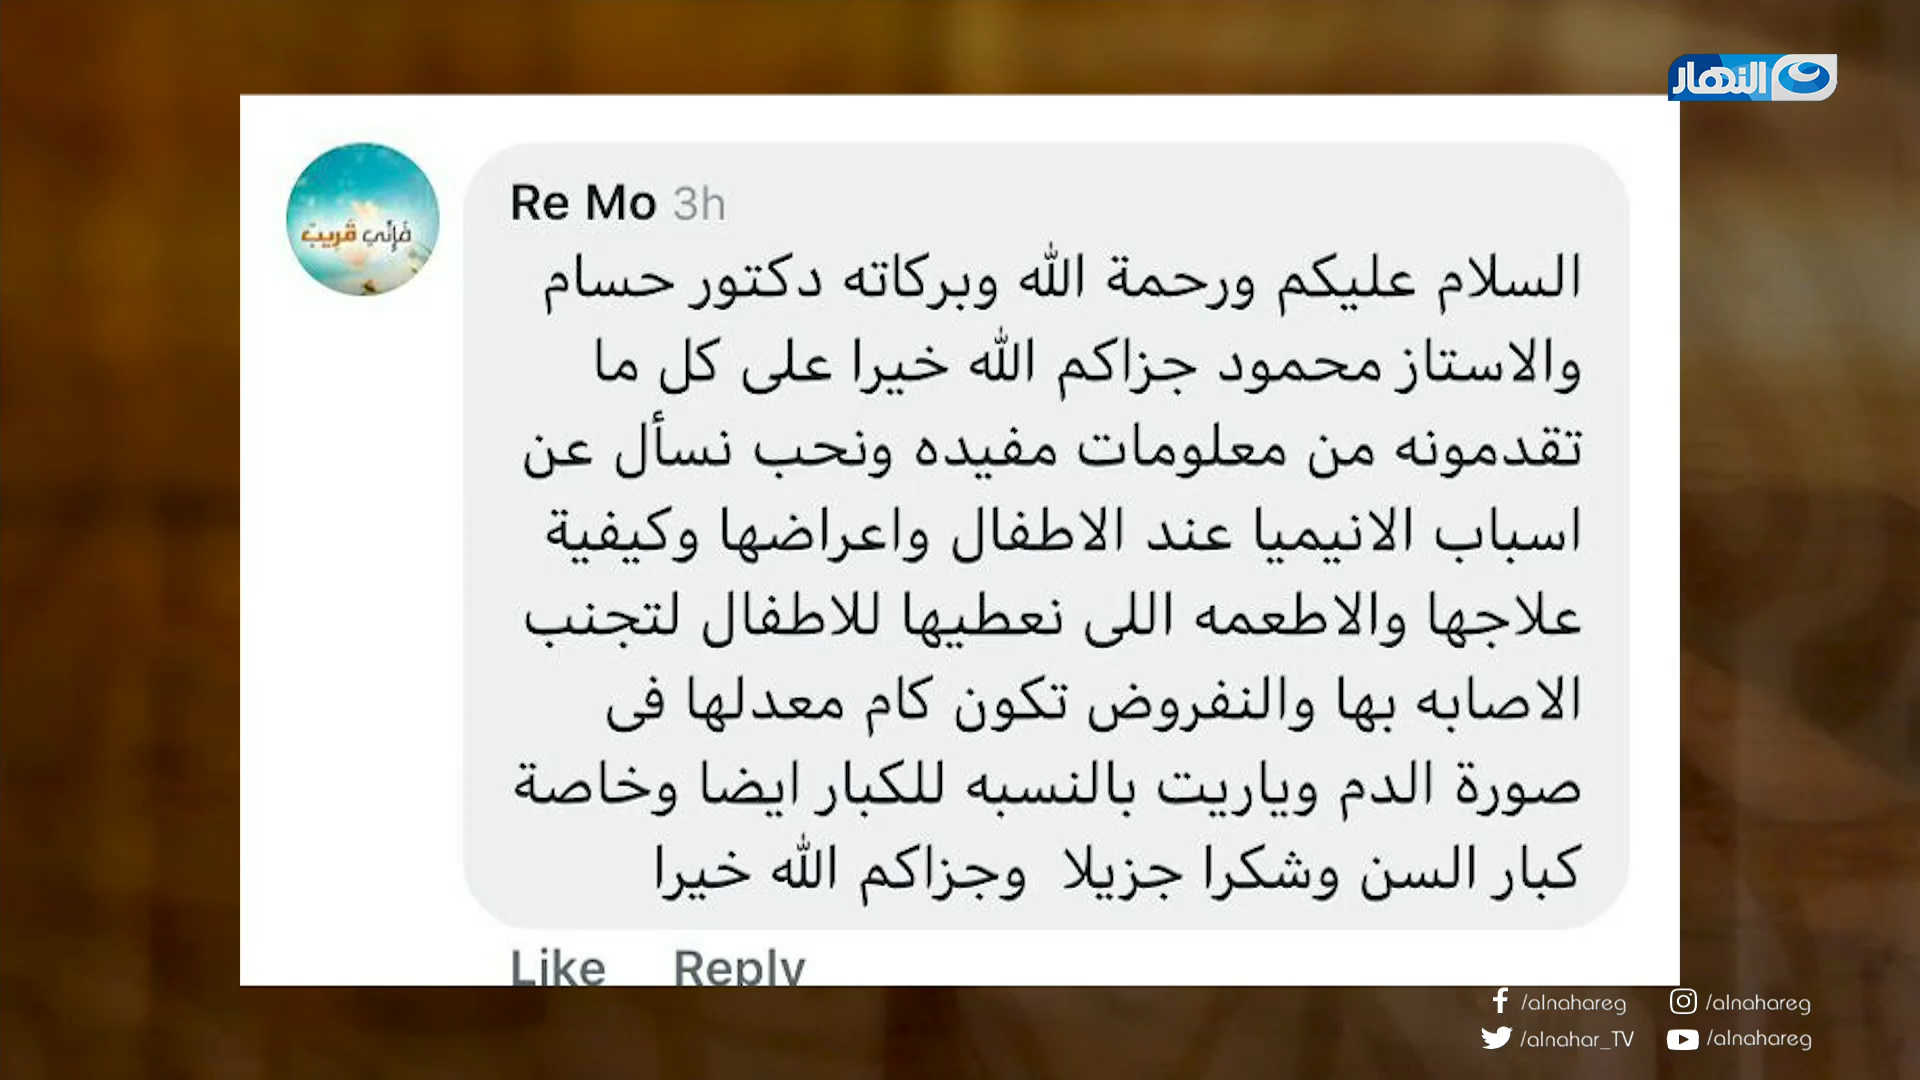 النهار
فَإِنِّي قَرِيبٌ
Re Mo 3h
السلام عليكم ورحمة الله وبركاته دكتور حسام
والاستاز محمود جزاكم الله خيرا على كل ما
تقدمونه من معلومات مفيده ونحب نسأل عن
اسباب الانيميا عند الاطفال واعراضها وكيفية
علاجها والاطعمه اللى نعطيها للاطفال لتجنب
الاصابه بها والنفروض تكون كام معدلها فى
صورة الدم وياريت بالنسبه للكبار ايضا وخاصة
كبار السن وشكرا جزيلا وجزاكم الله خيرا
Like Reply
/alnahareg /alnahareg
/alnahar_TV /alnahareg